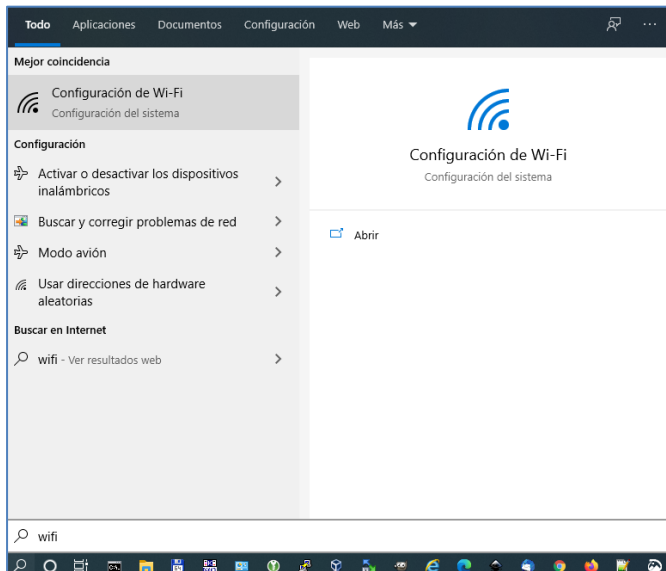 Todo Aplicaciones Documentos Configuración Web Más
Mejor coincidencia
Configuración de Wi-Fi
Configuración del sistema
Configuración
Activar o desactivar los dispositivos
inalámbricos
Buscar y corregir problemas de red
Modo avión
Usar direcciones de hardware
aleatorias
Buscar en Internet
wifi - Ver resultados web
Configuración de Wi-Fi
Configuración del sistema
Abrir
wifi